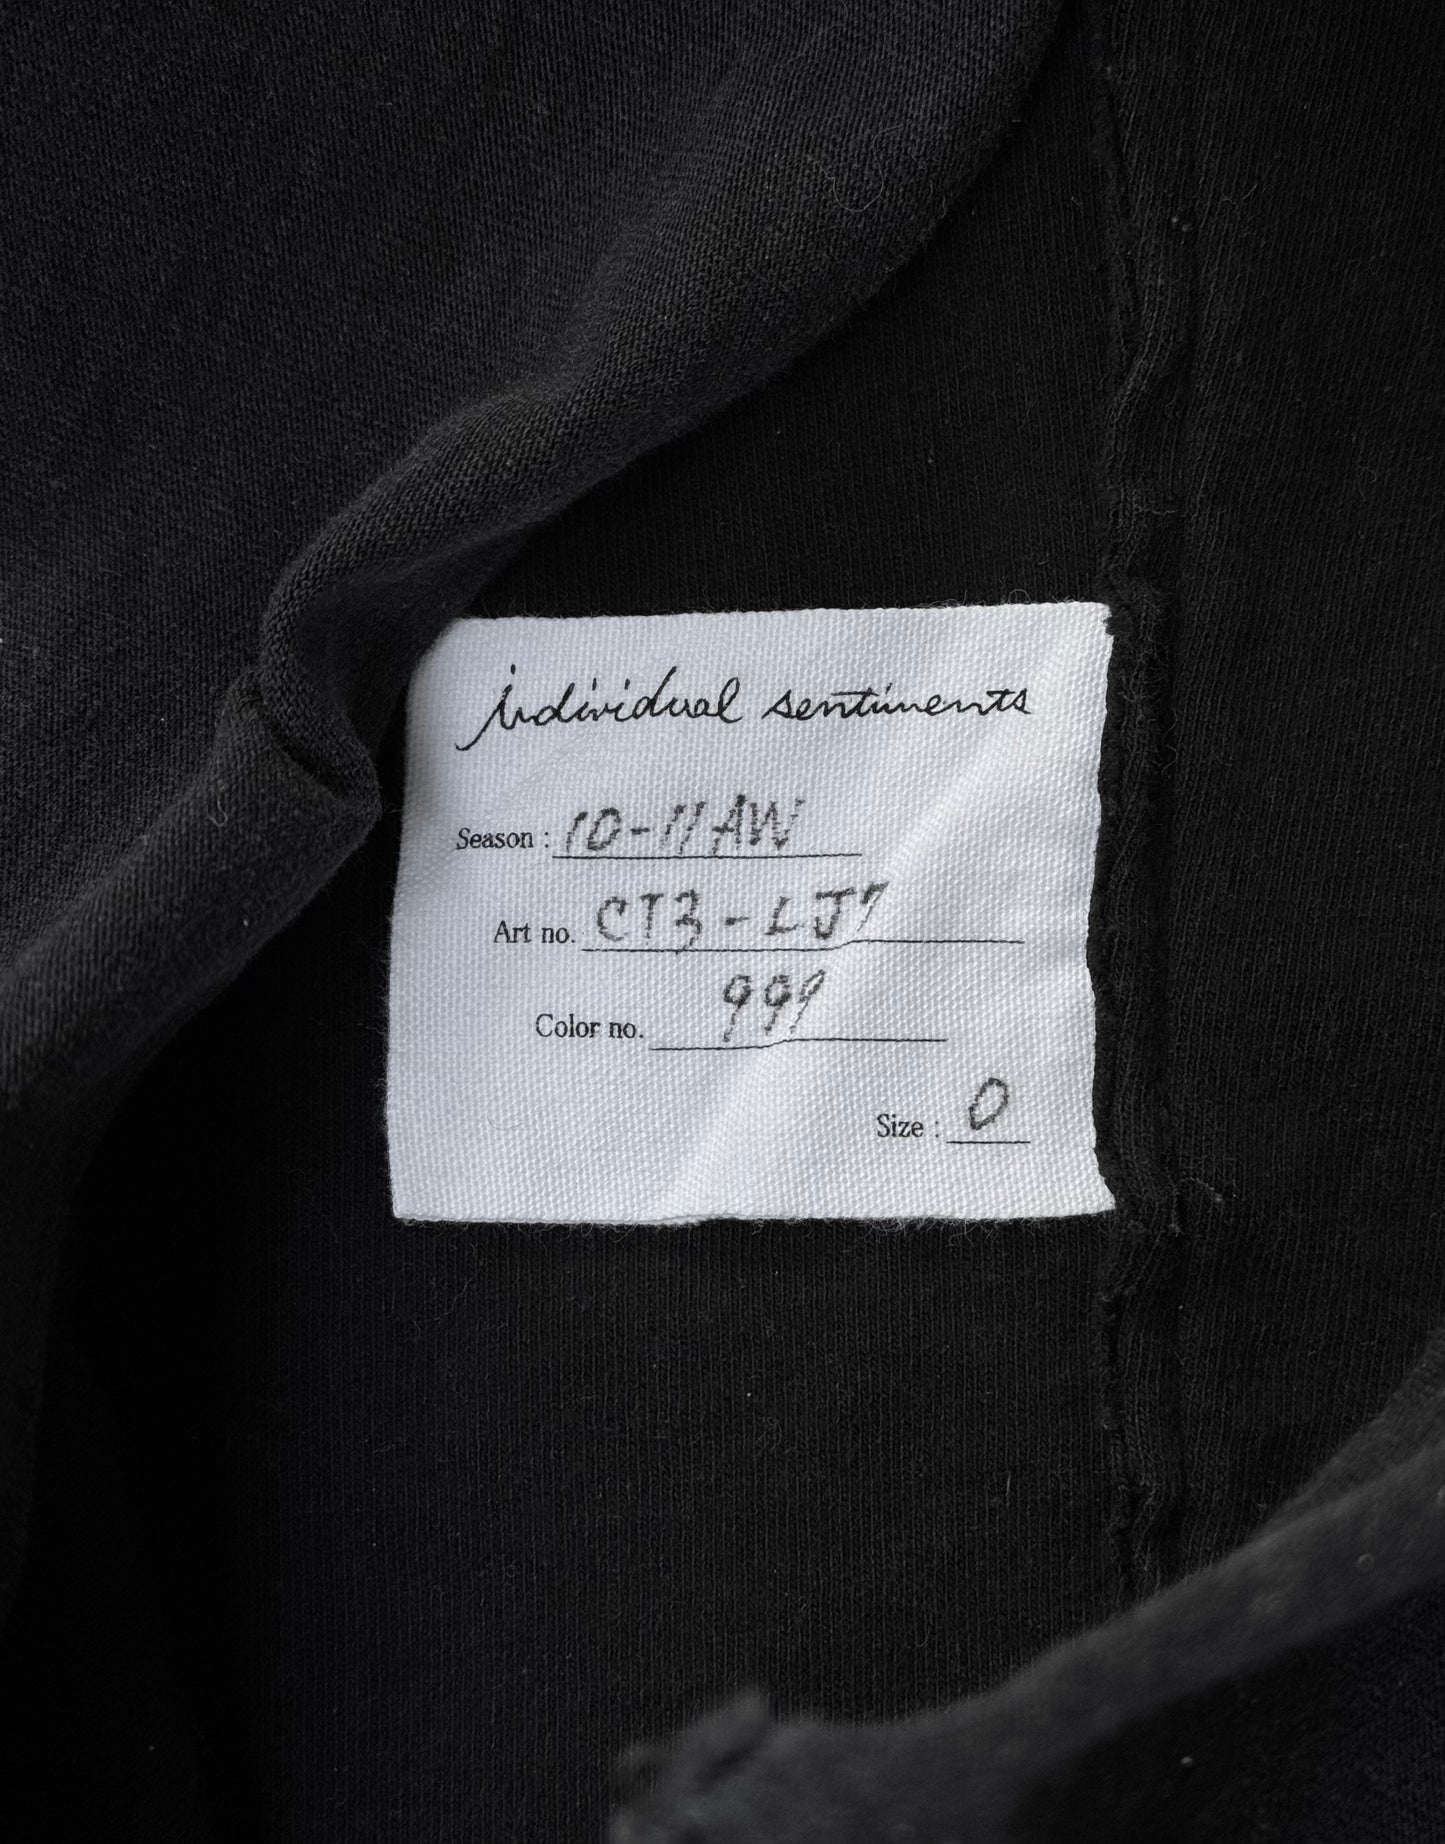 individual sentiments
Season : 10-11AW
Art no. CT3-LJ7
Color no. 999
Size : 0